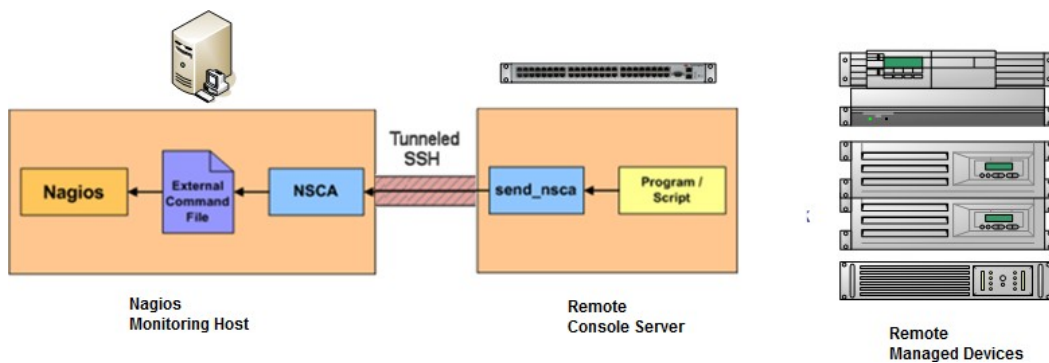 Tunneled
SSH
Nagios
External
Command
File
NSCA
send_nsca
Program /
Script
Nagios
Monitoring Host
Remote
Console Server
Remote
Managed Devices